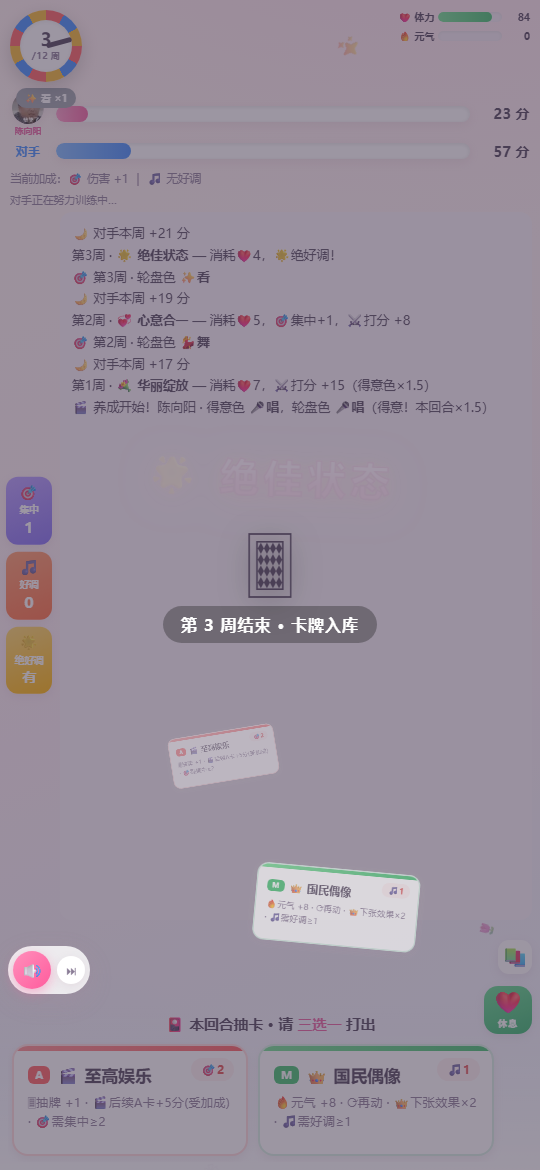 3
/12 周
体力 84
元气 0
✨ 吞 ×1
陈向阳 23 分
对手 57 分
当前加成: 🎯 伤害 +1 | 🎵 无好调
对手正在努力训练中...
🌙 对手本周 +21 分
第3周 · 🌟 绝佳状态 — 消耗❤️4, 🌟绝好调!
🎯 第3周 · 轮盘色 ✨吞
🌙 对手本周 +19 分
第2周 · 💞 心意合一 — 消耗❤️5, 🎯集中+1, ⚔️打分 +8
🎯 第2周 · 轮盘色 💃舞
🌙 对手本周 +17 分
第1周 · 💐 华丽绽放 — 消耗❤️7, ⚔️打分 +15（得意色×1.5）
🎬 养成开始! 陈向阳 · 得意色 🎤唱, 轮盘色 🎤唱（得意! 本回合×1.5）
🌟 绝佳状态
集中
1
第 3 周结束 · 卡牌入库
好调
0
绝好调
有
A 🎬 至高娱乐 🎯2
M 👑 国民偶像 🎵1
🔥元气 +8 · ⟳再动 · 👑下张效果×2
· 🎵需好调≥1
🎴 本回合抽卡 · 请 三选一 打出
休息
A 🎬 至高娱乐 🎯2
抽牌 +1 · 🎬后续A卡+5分(受加成)
· 🎯需集中≥2
M 👑 国民偶像 🎵1
🔥元气 +8 · ⟳再动 · 👑下张效果×2
· 🎵需好调≥1